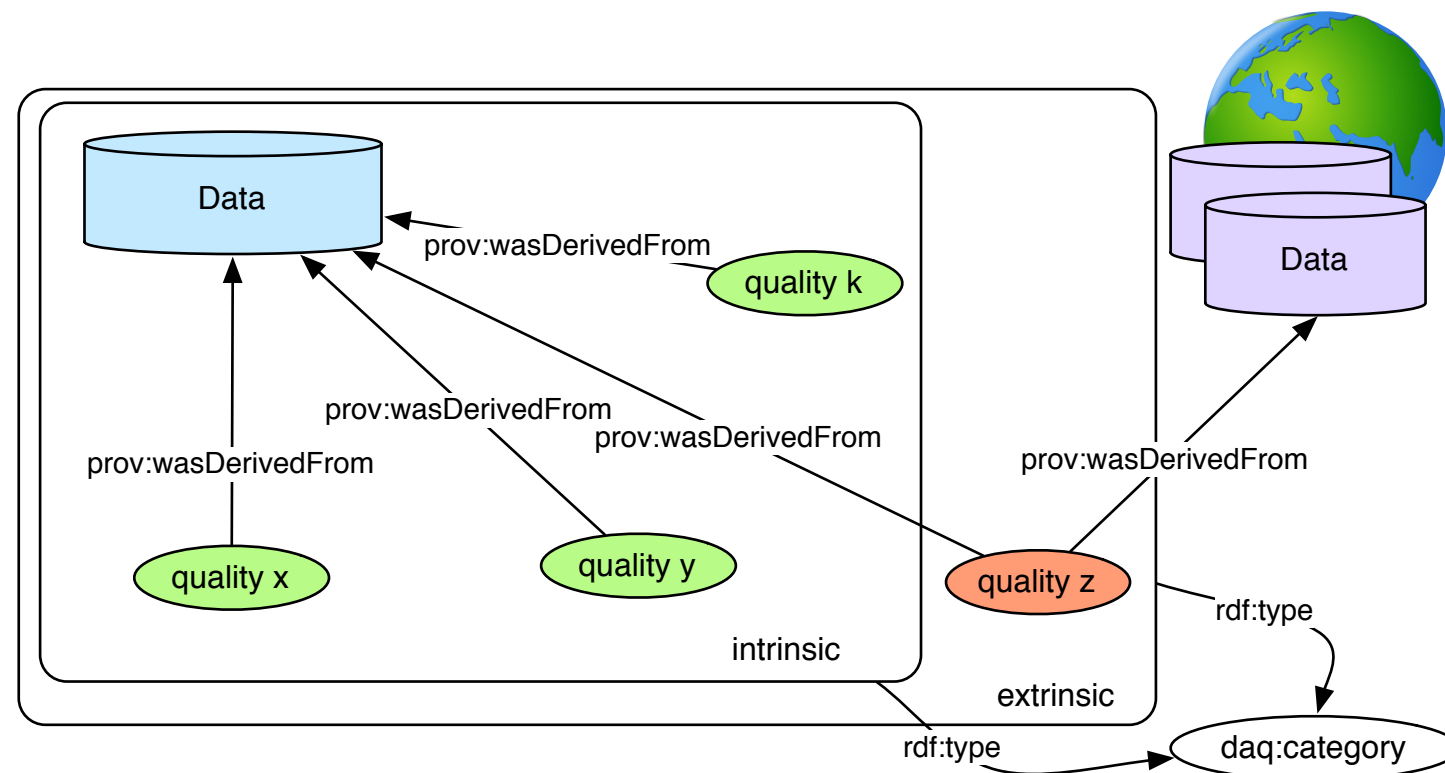 Data
prov:wasDerivedFrom
quality k
Data
prov:wasDerivedFrom
prov:wasDerivedFrom
prov:wasDerivedFrom
prov:wasDerivedFrom
quality x
quality y
quality z
rdf:type
intrinsic
extrinsic
rdf:type
daq:category